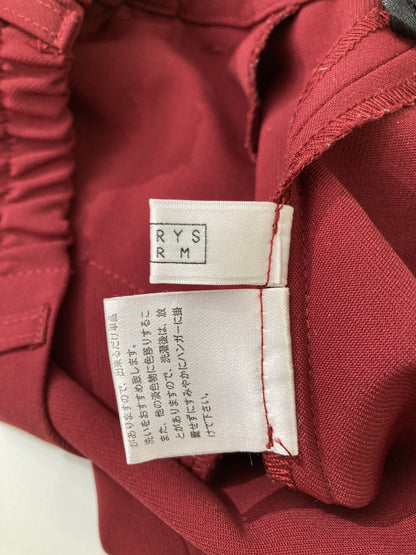 RYS
RM
がありますので、出来るだけ単品
洗いをおすすめ致します。
また、他の染色物に色移りするこ
とがありますので、洗濯後は、放
置せずにすみやかにハンガーに掛
けて下さい。